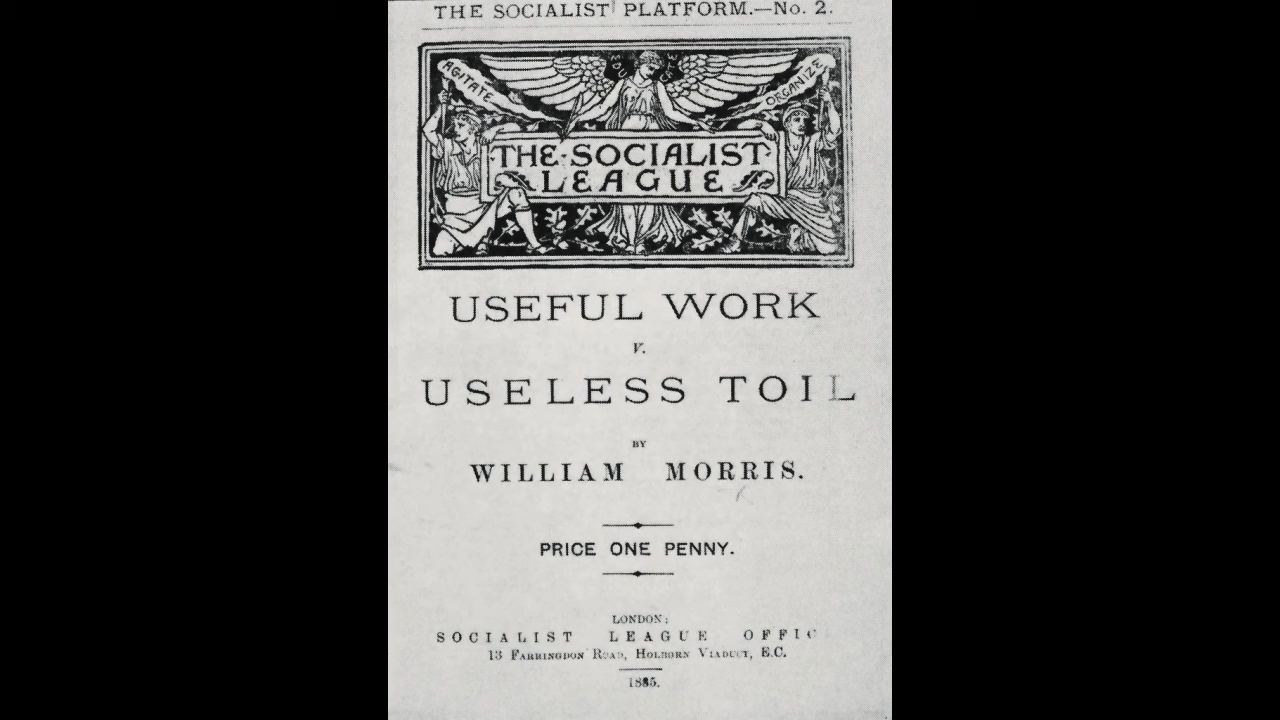 THE SOCIALIST PLATFORM.—No. 2.
AGITATE
EDUCATE
ORGANIZE
THE SOCIALIST
LEAGUE
USEFUL WORK
V.
USELESS TOIL
BY
WILLIAM MORRIS.
PRICE ONE PENNY.
LONDON:
SOCIALIST LEAGUE OFFIC
13 FARRINGDON ROAD, HOLBORN VIADUCT, E.C.
1885.